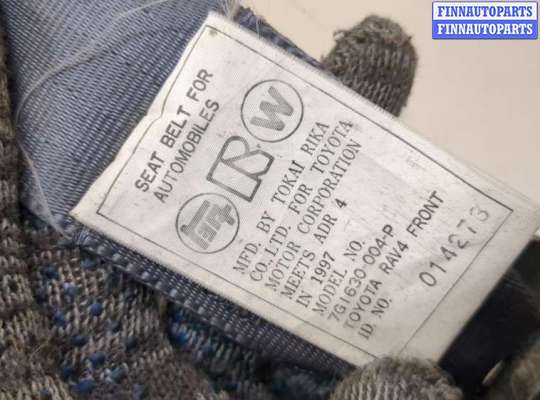 FINNAUTOPARTS
FINNAUTOPARTS
SEAT BELT FOR
AUTOMOBILES
R W
MFD. BY TOKAI RIKA
CO., LTD. FOR TOYOTA
MOTOR CORPORATION
MEETS ADR 4
IN 1997
MODEL NO.
7G1630-004-P
TOYOTA RAV4 FRONT
ID. NO. 014273